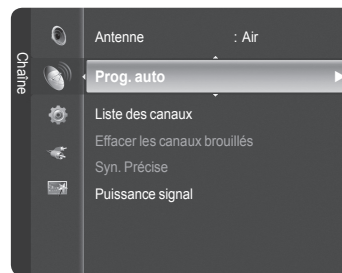 Chaîne
Antenne : Air
Prog. auto
Liste des canaux
Effacer les canaux brouillés
Syn. Précise
Puissance signal